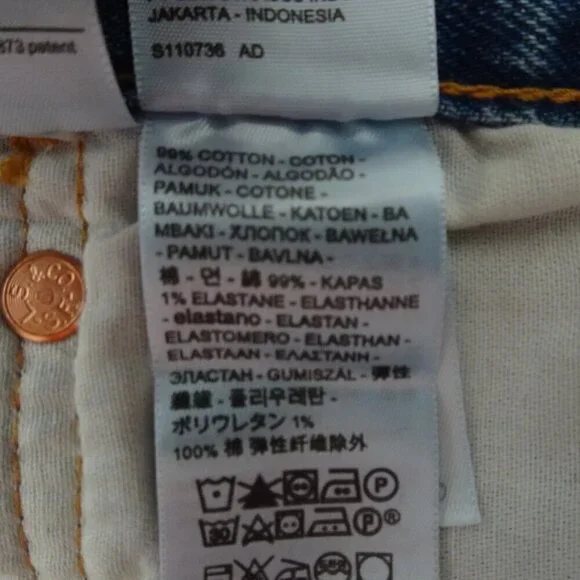 873 patent
JAKARTA - INDONESIA
S110736 AD
99% COTTON - COTON -
ALGODÓN - ALGODÃO -
PAMUK - COTONE -
BAUMWOLLE - KATOEN - BA
MBAKI - ХЛОПОК - BAWEŁNA
- PAMUT - BAVLNA -
棉 - 면 - 綿 99% - KAPAS
1% ELASTANE - ELASTHANNE
- elastano - ELASTAN -
ELASTOMERO - ELASTHAN -
ELASTAAN - ΕΛΑΣΤΑΝΗ -
ЭЛАСТАН - GUMISZÁL - 彈性
纖維 - 폴리우레탄 -
ポリウレタン 1%
100% 棉 弹性纤维除外
P
30 P®